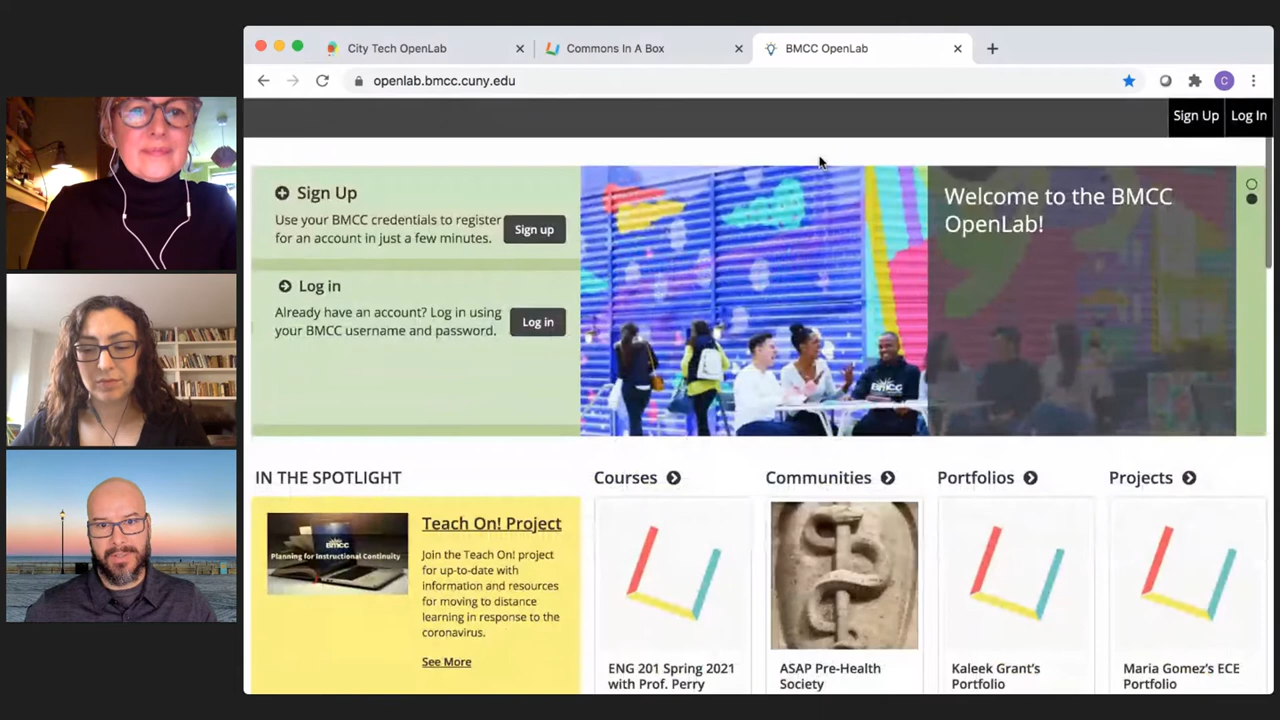 City Tech OpenLab
Commons In A Box
BMCC OpenLab
openlab.bmcc.cuny.edu
C
Sign Up
Log In
Sign Up
Use your BMCC credentials to register
for an account in just a few minutes.
Sign up
Log in
Already have an account? Log in using
your BMCC username and password.
Log in
BMCC
Welcome to the BMCC
OpenLab!
IN THE SPOTLIGHT
Courses
Communities
Portfolios
Projects
BMCC
Planning for Instructional Continuity
Teach On! Project
Join the Teach On! project
for up-to-date with
information and resources
for moving to distance
learning in response to the
coronavirus.
See More
ENG 201 Spring 2021
with Prof. Perry
ASAP Pre-Health
Society
Kaleek Grant's
Portfolio
Maria Gomez's ECE
Portfolio